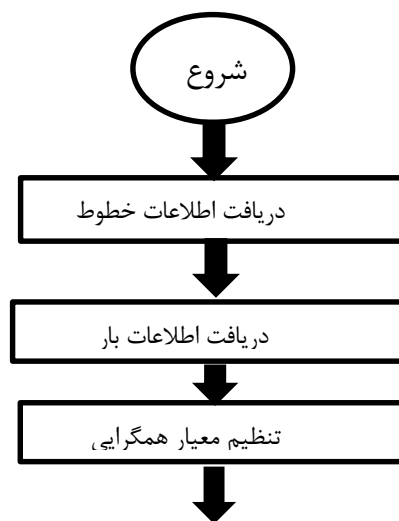 شروع
دریافت اطلاعات خطوط
دریافت اطلاعات بار
تنظیم معیار همگرایی